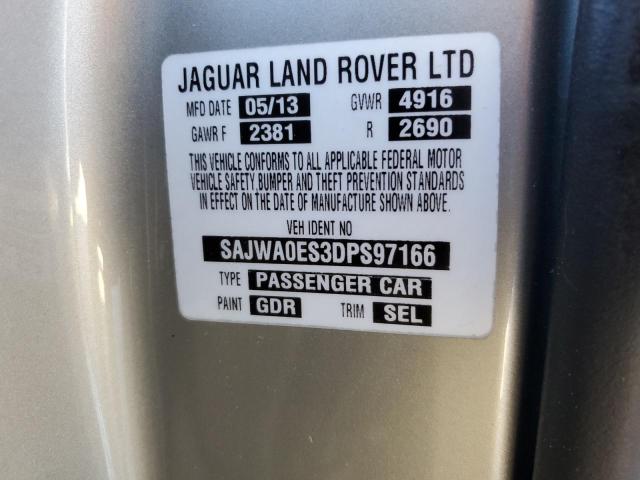 JAGUAR LAND ROVER LTD
MFD DATE 05/13 GVWR 4916
GAWR F 2381 R 2690
THIS VEHICLE CONFORMS TO ALL APPLICABLE FEDERAL MOTOR
VEHICLE SAFETY, BUMPER AND THEFT PREVENTION STANDARDS
IN EFFECT ON THE DATE OF MANUFACTURE SHOWN ABOVE.
VEH IDENT NO
SAJWA0ES3DPS97166
TYPE PASSENGER CAR
PAINT GDR TRIM SEL